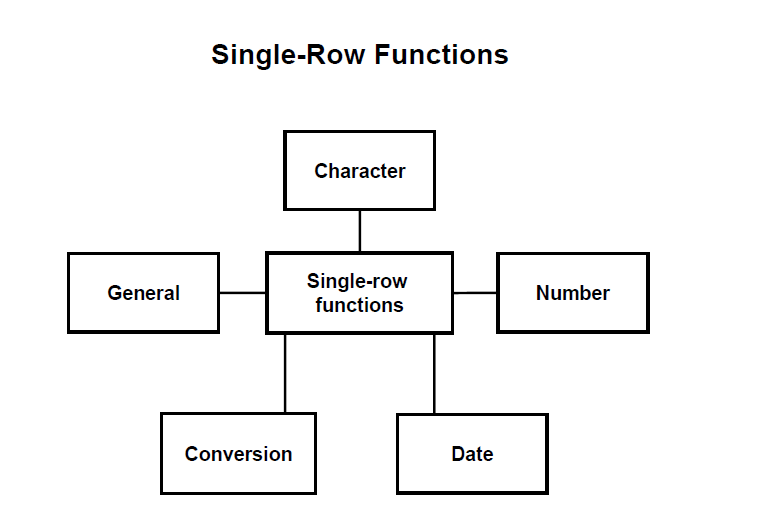 Single-Row Functions
Character
General
Single-row
functions
Number
Conversion
Date